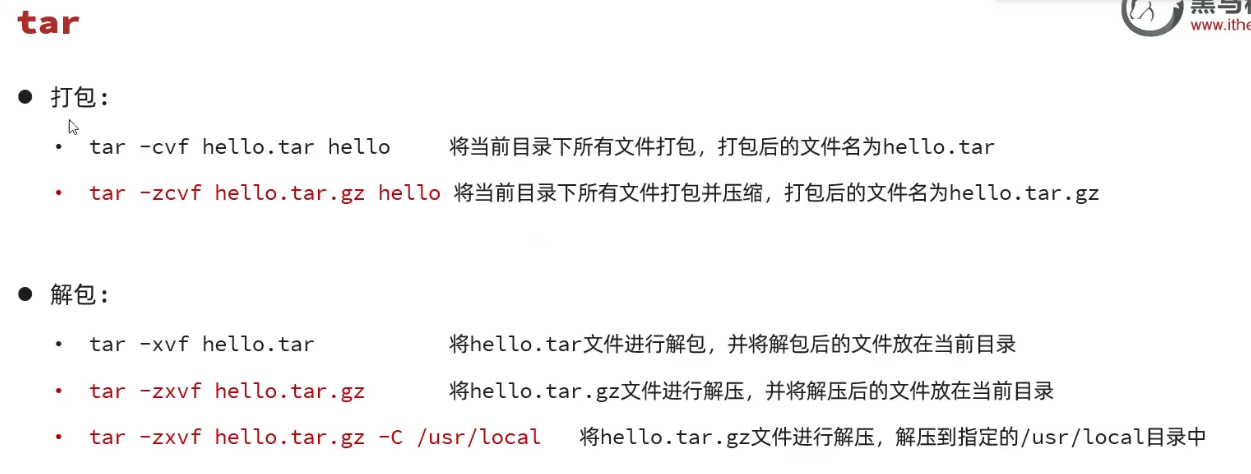 tar
● 打包:
• tar -cvf hello.tar hello 将当前目录下所有文件打包，打包后的文件名为hello.tar
• tar -zcvf hello.tar.gz hello 将当前目录下所有文件打包并压缩，打包后的文件名为hello.tar.gz
● 解包:
• tar -xvf hello.tar 将hello.tar文件进行解包，并将解包后的文件放在当前目录
• tar -zxvf hello.tar.gz 将hello.tar.gz文件进行解压，并将解压后的文件放在当前目录
• tar -zxvf hello.tar.gz -C /usr/local 将hello.tar.gz文件进行解压，解压到指定的/usr/local目录中